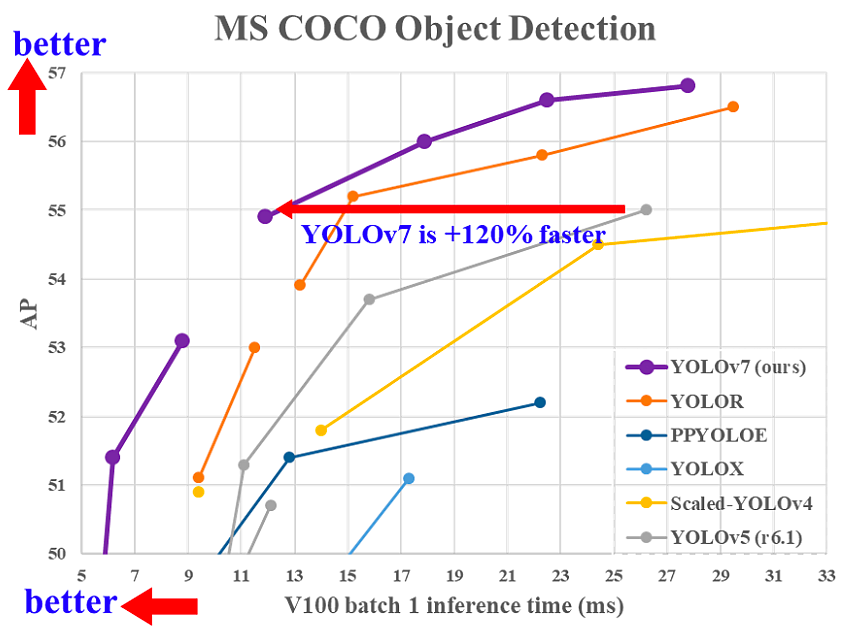 MS COCO Object Detection
better
57
56
55
54
53
52
51
50
AP
YOLOv7 is +120% faster
YOLOv7 (ours)
YOLOR
PPYOLOE
YOLOX
Scaled-YOLOv4
YOLOv5 (r6.1)
5 7 9 11 13 15 17 19 21 23 25 27 29 31 33
better
V100 batch 1 inference time (ms)